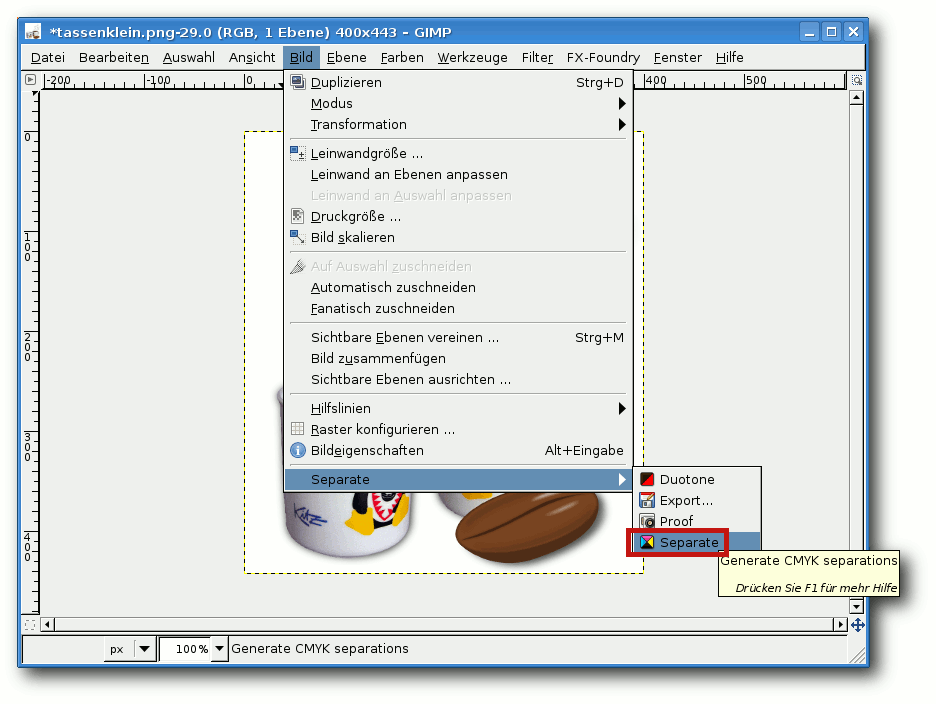 *tassenklein.png-29.0 (RGB, 1 Ebene) 400x443 – GIMP
Datei Bearbeiten Auswahl Ansicht Bild Ebene Farben Werkzeuge Filter FX-Foundry Fenster Hilfe
-200 -100 0 400 500
0
100
200
300
400
Duplizieren Strg+D
Modus
Transformation
Leinwandgröße ...
Leinwand an Ebenen anpassen
Leinwand an Auswahl anpassen
Druckgröße ...
Bild skalieren
Auf Auswahl zuschneiden
Automatisch zuschneiden
Fanatisch zuschneiden
Sichtbare Ebenen vereinen ... Strg+M
Bild zusammenfügen
Sichtbare Ebenen ausrichten ...
Hilfslinien
Raster konfigurieren ...
Bildeigenschaften Alt+Eingabe
Separate
Duotone
Export...
Proof
Separate
Generate CMYK separations
Drücken Sie F1 für mehr Hilfe
px 100% Generate CMYK separations